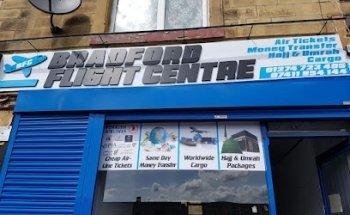 BRADFORD
FLIGHT CENTRE
Air Tickets
Money Transfer
Hajj & Umrah
Cargo
Cheap Air-
Line Tickets
Same Day
Money Transfer
Worldwide
Cargo
Hajj & Umrah
Packages